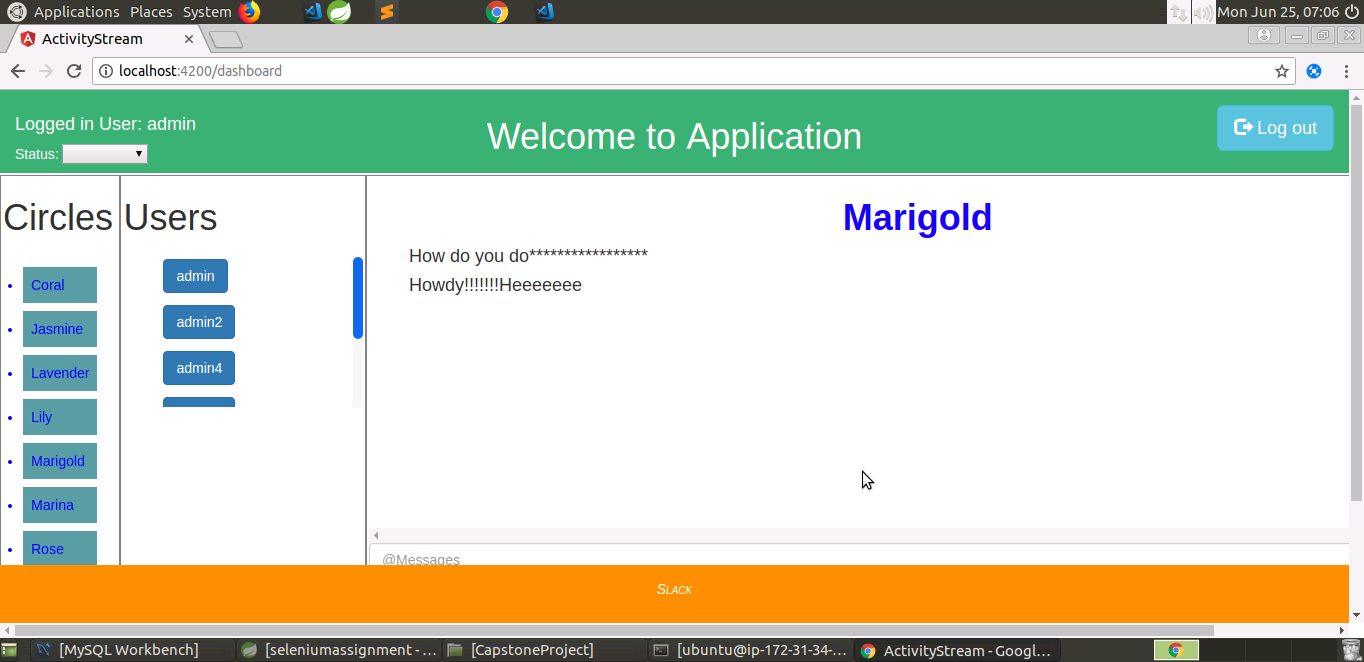 Applications Places System Mon Jun 25, 07:06
ActivityStream
localhost:4200/dashboard
Logged in User: admin
Status:
Welcome to Application
Log out
Circles
Coral
Jasmine
Lavender
Lily
Marigold
Marina
Rose
Users
admin
admin2
admin4
Marigold
How do you do*****************
Howdy!!!!!!!Heeeeeee
@Messages
Slack
[MySQL Workbench] [seleniumassignment - ... [CapstoneProject] [ubuntu@ip-172-31-34-... ActivityStream - Googl...